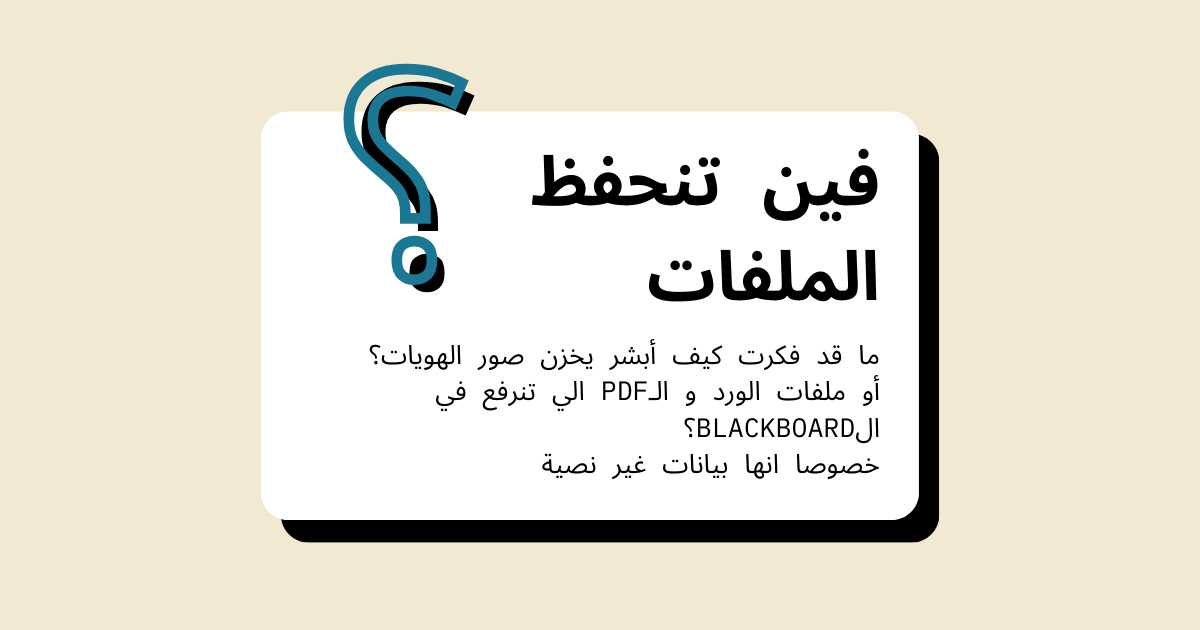 فين تنحفظ
الملفات
؟
ما قد فكرت كيف أبشر يخزن صور الهويات؟
أو ملفات الورد و الـPDF الي تنرفع في
الBLACKBOARD؟
خصوصا انها بيانات غير نصية